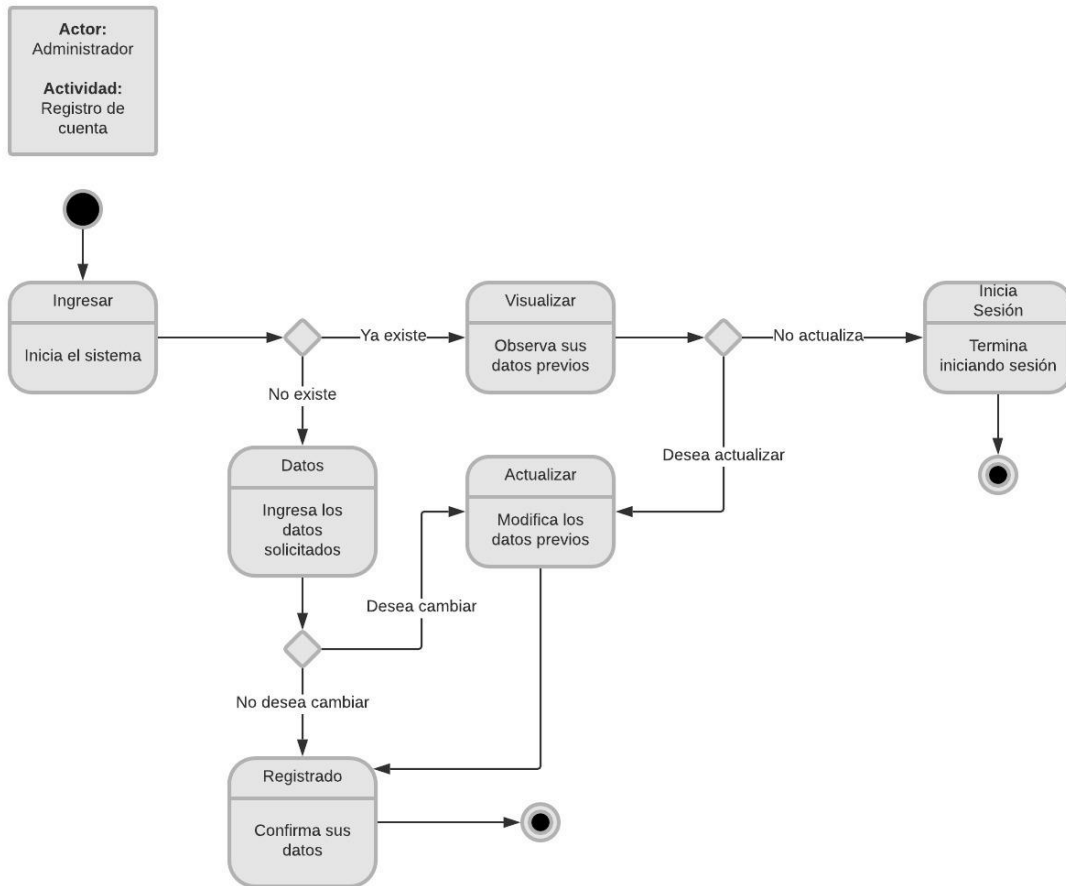 Actor:
Administrador
Actividad:
Registro de
cuenta
Ingresar
Inicia el sistema
Ya existe
Visualizar
Observa sus
datos previos
No actualiza
Inicia
Sesión
Termina
iniciando sesión
No existe
Desea actualizar
Datos
Ingresa los
datos
solicitados
Actualizar
Modifica los
datos previos
Desea cambiar
No desea cambiar
Registrado
Confirma sus
datos